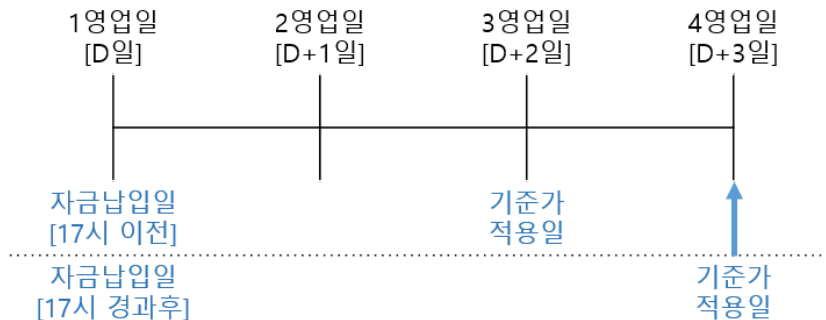 1영업일 2영업일 3영업일 4영업일
[D일] [D+1일] [D+2일] [D+3일]
자금납입일 기준가
[17시 이전] 적용일
자금납입일 기준가
[17시 경과후] 적용일